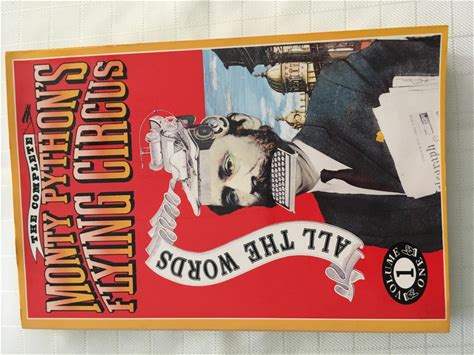 THE COMPLETE
MONTY PYTHON'S
FLYING CIRCUS
ALL THE WORDS
VOLUME
1
ONE